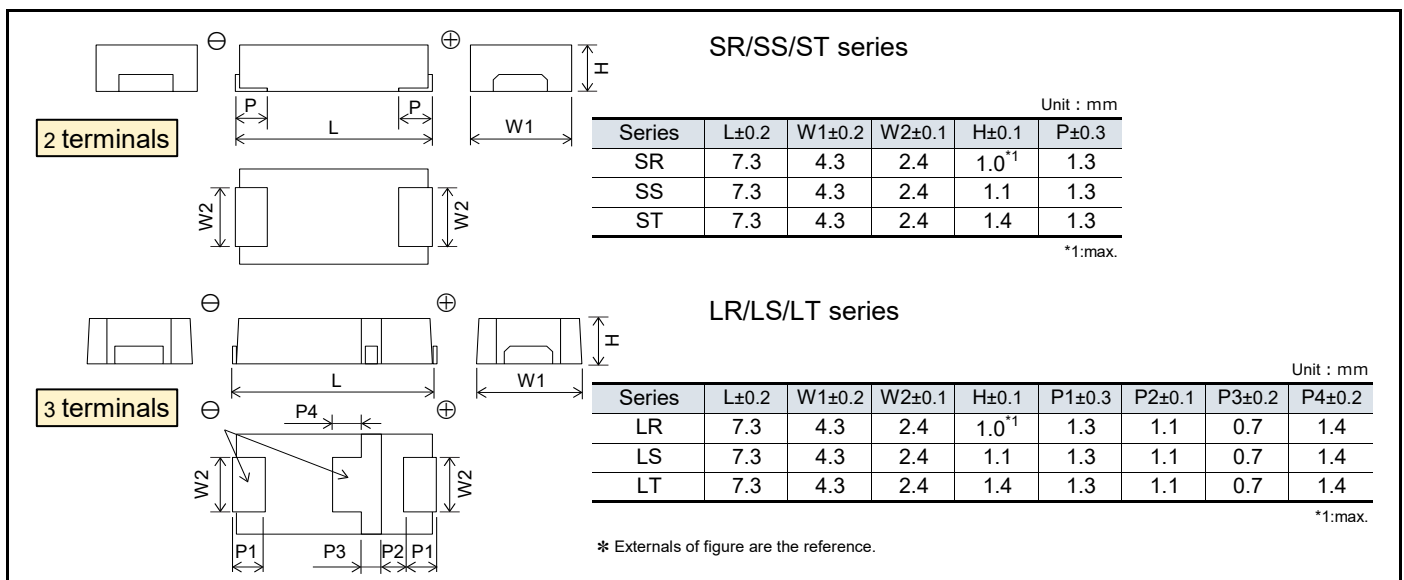 ⊖ ⊕
SR/SS/ST series
H
P P
L
W1
2 terminals
W2 W2
Unit : mm
Series L±0.2 W1±0.2 W2±0.1 H±0.1 P±0.3
SR 7.3 4.3 2.4 1.0*1 1.3
SS 7.3 4.3 2.4 1.1 1.3
ST 7.3 4.3 2.4 1.4 1.3
*1:max.
⊖ ⊕
LR/LS/LT series
H
L
W1
3 terminals
⊖ P4 ⊕
W2 W2
P1 P3 P2 P1
Unit : mm
Series L±0.2 W1±0.2 W2±0.1 H±0.1 P1±0.3 P2±0.1 P3±0.2 P4±0.2
LR 7.3 4.3 2.4 1.0*1 1.3 1.1 0.7 1.4
LS 7.3 4.3 2.4 1.1 1.3 1.1 0.7 1.4
LT 7.3 4.3 2.4 1.4 1.3 1.1 0.7 1.4
*1:max.
✽ Externals of figure are the reference.